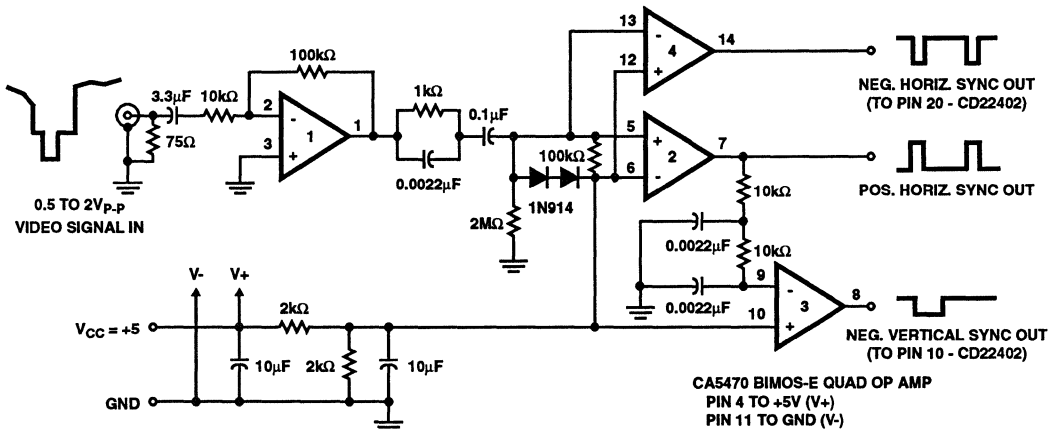 100kΩ
3.3μF
10kΩ
75Ω
2
3
-
+
1
1
0.5 TO 2VP-P
VIDEO SIGNAL IN
1kΩ
0.0022μF
0.1μF
100kΩ
1N914
2MΩ
13
12
-
+
4
14
NEG. HORIZ. SYNC OUT
(TO PIN 20 - CD22402)
5
6
+
-
2
7
POS. HORIZ. SYNC OUT
10kΩ
0.0022μF
10kΩ
0.0022μF
9
10
-
+
3
8
NEG. VERTICAL SYNC OUT
(TO PIN 10 - CD22402)
V-
V+
VCC = +5
2kΩ
10μF
2kΩ
10μF
GND
CA5470 BIMOS-E QUAD OP AMP
PIN 4 TO +5V (V+)
PIN 11 TO GND (V-)